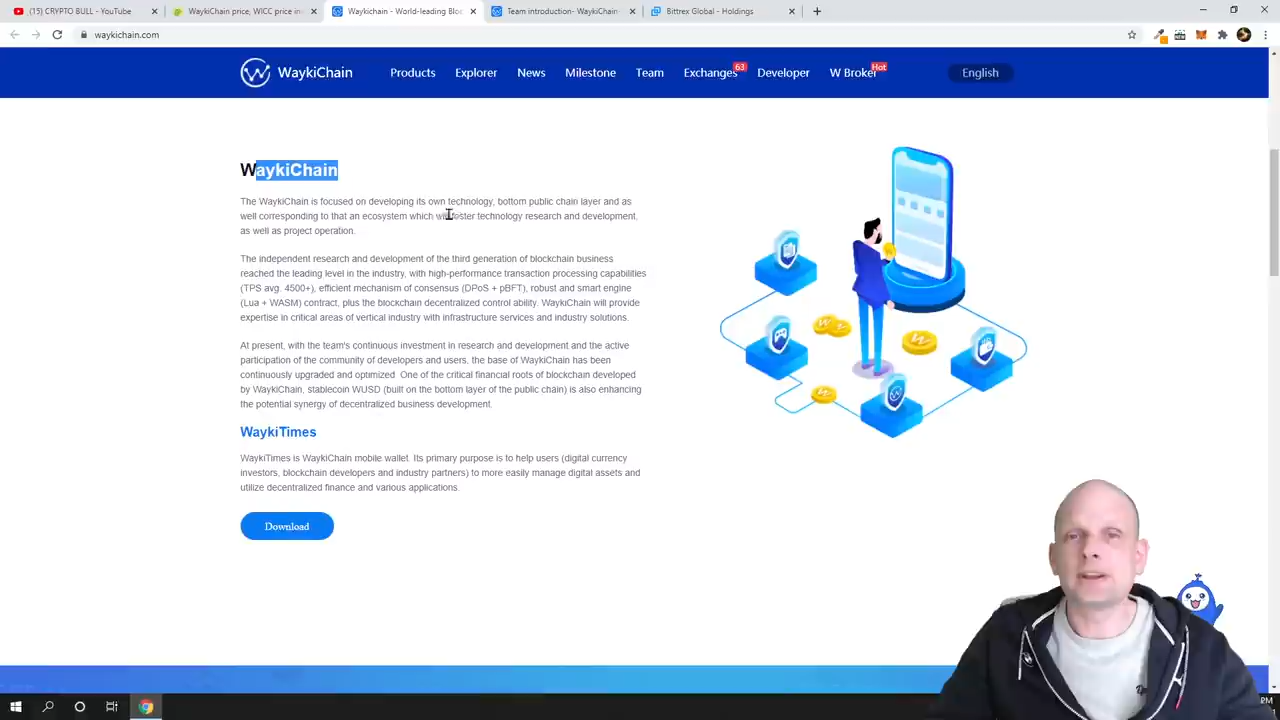 (15) CRYPTO BULL - YouTube
WaykiChain price; WICC price in
Waykichain - World-leading Bloc
Team introduction- WaykiChain-
Bittrex Global - Holdings
waykichain.com
WaykiChain
Products
Explorer
News
Milestone
Team
Exchanges
63
Developer
W Broker
Hot
English
WaykiChain
The WaykiChain is focused on developing its own technology, bottom public chain layer and as
well corresponding to that an ecosystem which will foster technology research and development,
as well as project operation.
The independent research and development of the third generation of blockchain business
reached the leading level in the industry, with high-performance transaction processing capabilities
(TPS avg. 4500+), efficient mechanism of consensus (DPoS + pBFT), robust and smart engine
(Lua + WASM) contract, plus the blockchain decentralized control ability. WaykiChain will provide
expertise in critical areas of vertical industry with infrastructure services and industry solutions.
At present, with the team's continuous investment in research and development and the active
participation of the community of developers and users, the base of WaykiChain has been
continuously upgraded and optimized One of the critical financial roots of blockchain developed
by WaykiChain, stablecoin WUSD (built on the bottom layer of the public chain) is also enhancing
the potential synergy of decentralized business development.
WaykiTimes
WaykiTimes is WaykiChain mobile wallet. Its primary purpose is to help users (digital currency
investors, blockchain developers and industry partners) to more easily manage digital assets and
utilize decentralized finance and various applications.
Download